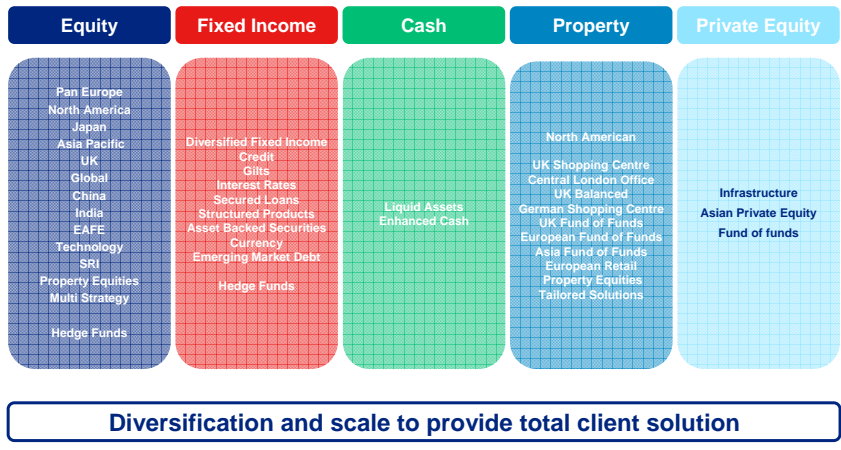 Equity
Pan Europe
North America
Japan
Asia Pacific
UK
Global
China
India
EAFE
Technology
SRI
Property Equities
Multi Strategy
Hedge Funds
Fixed Income
Diversified Fixed Income
Credit
Gilts
Interest Rates
Secured Loans
Structured Products
Asset Backed Securities
Currency
Emerging Market Debt
Hedge Funds
Cash
Liquid Assets
Enhanced Cash
Property
North American
UK Shopping Centre
Central London Office
UK Balanced
German Shopping Centre
UK Fund of Funds
European Fund of Funds
Asia Fund of Funds
European Retail
Property Equities
Tailored Solutions
Private Equity
Infrastructure
Asian Private Equity
Fund of funds
Diversification and scale to provide total client solution